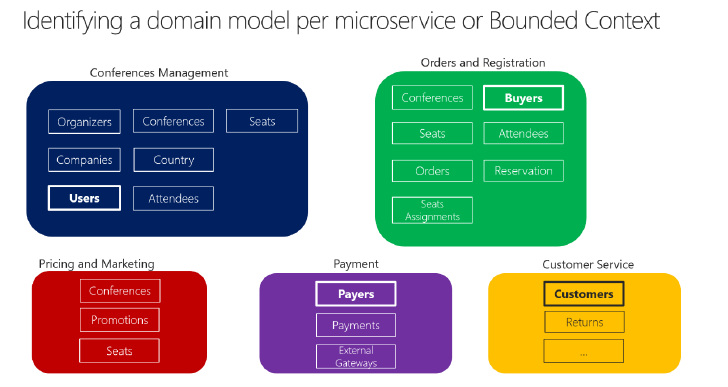 Identifying a domain model per microservice or Bounded Context
Conferences Management
Organizers
Conferences
Seats
Companies
Country
Users
Attendees
Orders and Registration
Conferences
Buyers
Seats
Attendees
Orders
Reservation
Seats
Assignments
Pricing and Marketing
Conferences
Promotions
Seats
Payment
Payers
Payments
External
Gateways
Customer Service
Customers
Returns
...